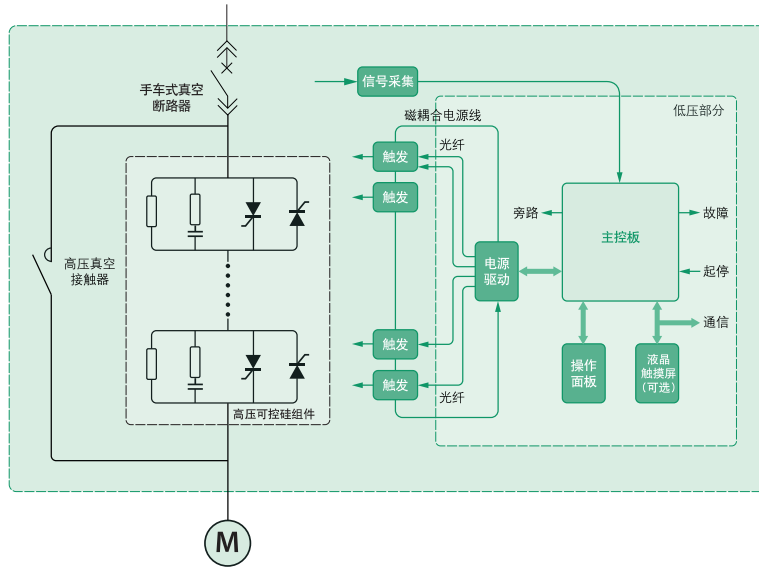 信号采集
手车式真空
断路器
低压部分
磁耦合电源线
光纤
触发
触发
旁路
主控板
故障
高压真空
接触器
电源
驱动
起停
通信
触发
触发
操作
面板
液晶
触摸屏
（可选）
光纤
高压可控硅组件
M